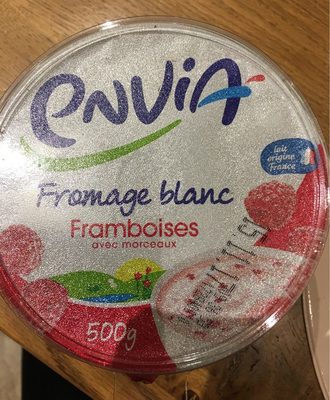 envia
lait
origine
France
Fromage blanc
Framboises
avec morceaux
500g